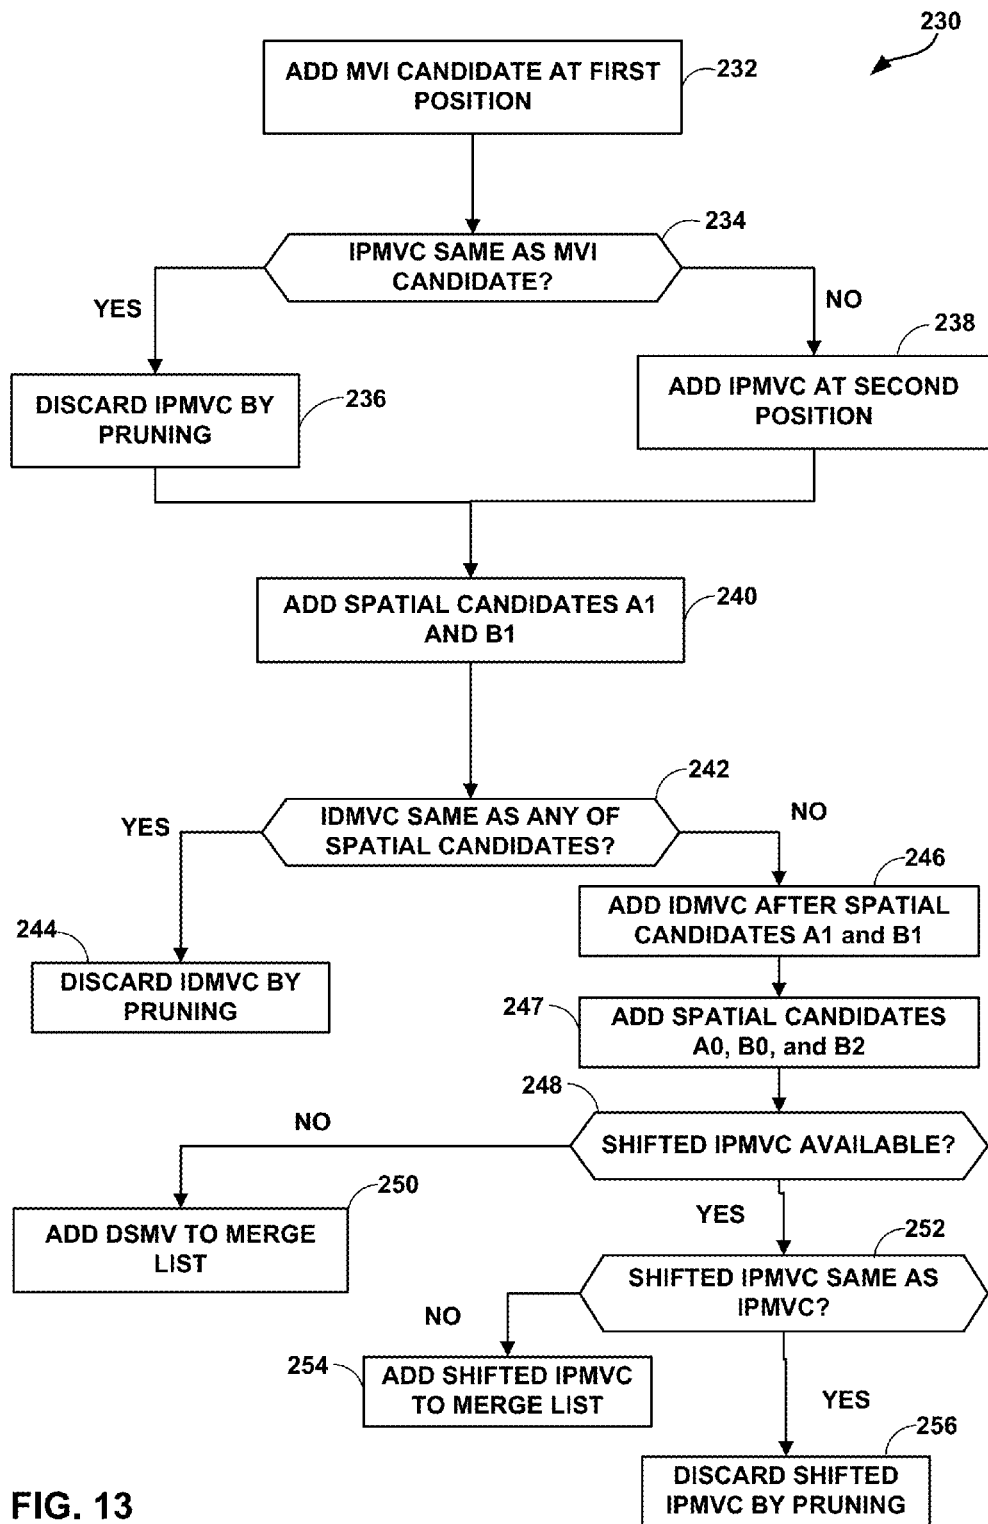 230
ADD MVI CANDIDATE AT FIRST
POSITION
232
234
IPMVC SAME AS MVI
CANDIDATE?
YES
NO
238
DISCARD IPMVC BY
PRUNING
236
ADD IPMVC AT SECOND
POSITION
ADD SPATIAL CANDIDATES A1
AND B1
240
242
IDMVC SAME AS ANY OF
SPATIAL CANDIDATES?
YES
NO
246
ADD IDMVC AFTER SPATIAL
CANDIDATES A1 and B1
244
DISCARD IDMVC BY
PRUNING
247
ADD SPATIAL CANDIDATES
A0, B0, and B2
248
NO
SHIFTED IPMVC AVAILABLE?
250
ADD DSMV TO MERGE
LIST
YES
252
SHIFTED IPMVC SAME AS
IPMVC?
NO
254
ADD SHIFTED IPMVC
TO MERGE LIST
YES
256
DISCARD SHIFTED
IPMVC BY PRUNING
FIG. 13